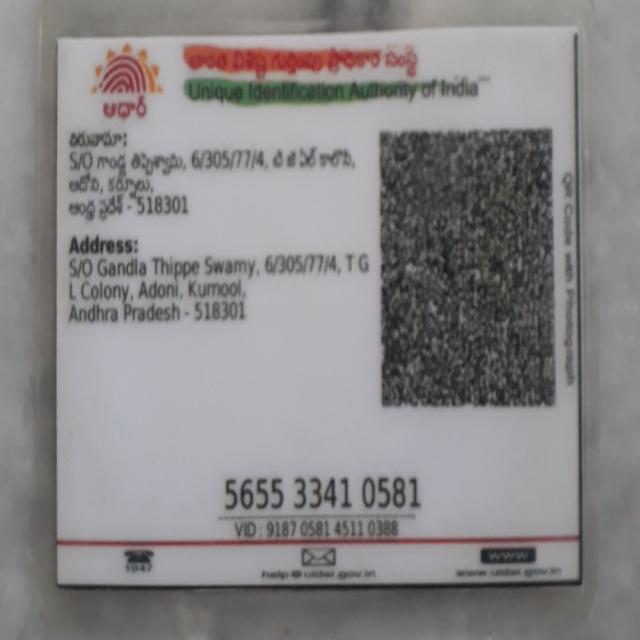 భారత విశిష్ట గుర్తింపు ప్రాధికార సంస్థ
Unique Identification Authority of India
ఆధార్
చిరునామా:
S/O గాండ్ల తిప్పేస్వామి, 6/305/77/4, టి జి ఎల్ కాలోని,
ఆదోని, కర్నూలు,
ఆంధ్ర ప్రదేశ్ - 518301
Address:
S/O Gandla Thippe Swamy, 6/305/77/4, T G
L Colony, Adoni, Kurnool,
Andhra Pradesh - 518301
QR Code with Photograph
5655 3341 0581
VID : 9187 0581 4511 0388
1947
help@uidai.gov.in
www
www.uidai.gov.in